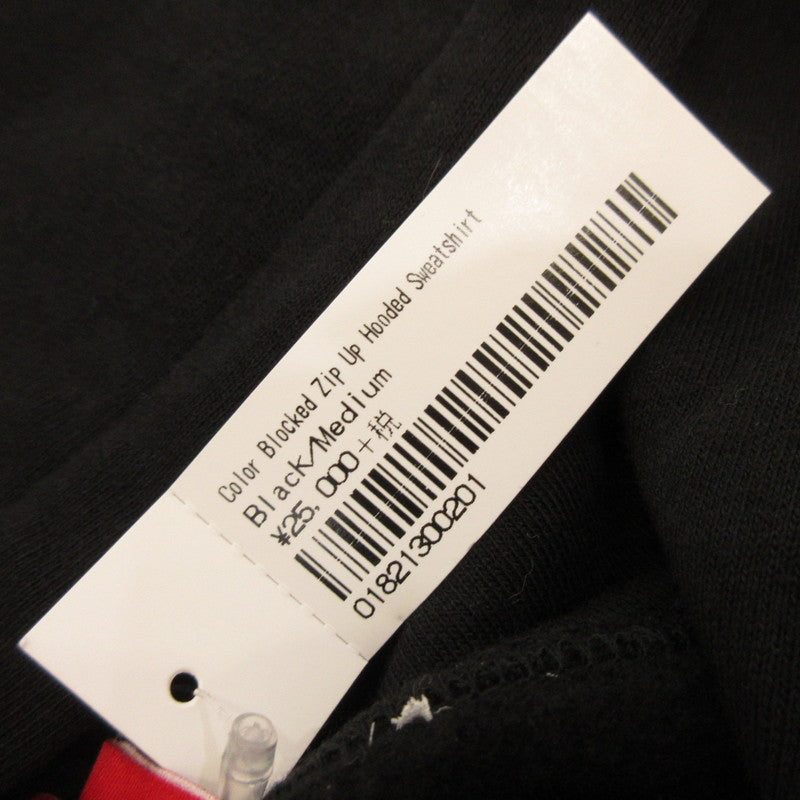 Color Blocked Zip Up Hooded Sweatshirt
Black/Medium
¥25,000+税
01821300201